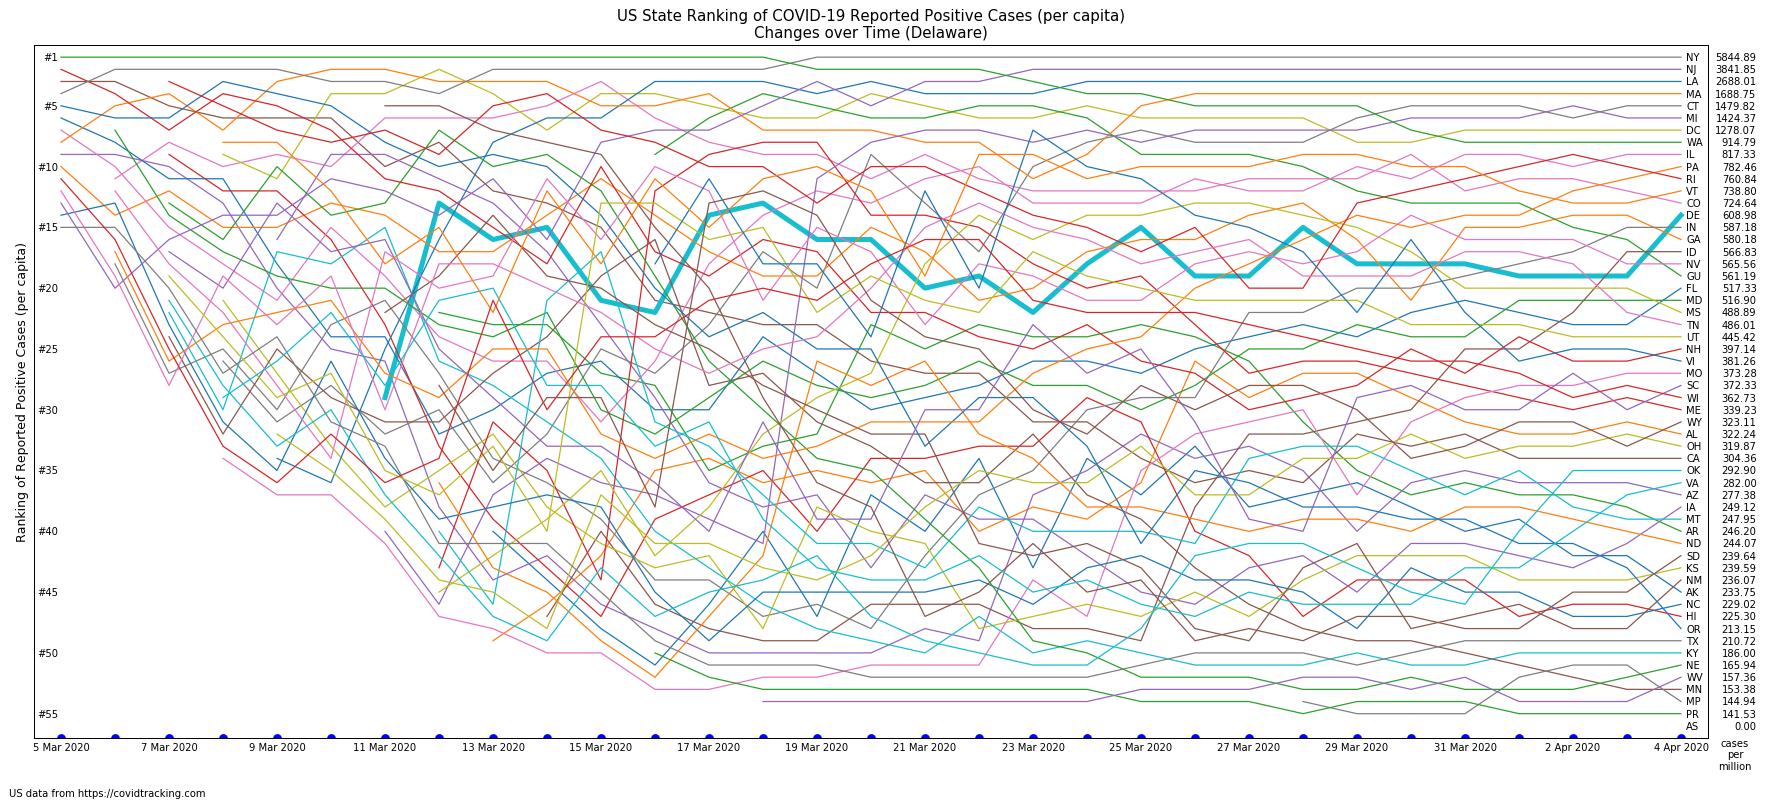 US State Ranking of COVID-19 Reported Positive Cases (per capita)
Changes over Time (Delaware)
Ranking of Reported Positive Cases (per capita)
#1
#5
#10
#15
#20
#25
#30
#35
#40
#45
#50
#55
NY 5844.89
NJ 3841.85
LA 2688.01
MA 1688.75
CT 1479.82
MI 1424.37
DC 1278.07
WA 914.79
IL 817.33
PA 782.46
RI 760.84
VT 738.80
CO 724.64
DE 608.98
IN 587.18
GA 580.18
ID 566.83
NV 565.56
GU 561.19
FL 517.33
MD 516.90
MS 488.89
TN 486.01
UT 445.42
NH 397.14
VI 381.26
MO 373.28
SC 372.33
WI 362.73
ME 339.23
WY 323.11
AL 322.24
OH 319.87
CA 304.36
OK 292.90
VA 282.00
AZ 277.38
IA 249.12
MT 247.95
AR 246.20
ND 244.07
SD 239.64
KS 239.59
NM 236.07
AK 233.75
NC 229.02
HI 225.30
OR 213.15
TX 210.72
KY 186.00
NE 165.94
WV 157.36
MN 153.38
MP 144.94
PR 141.53
AS 0.00
5 Mar 2020 7 Mar 2020 9 Mar 2020 11 Mar 2020 13 Mar 2020 15 Mar 2020 17 Mar 2020 19 Mar 2020 21 Mar 2020 23 Mar 2020 25 Mar 2020 27 Mar 2020 29 Mar 2020 31 Mar 2020 2 Apr 2020 4 Apr 2020
cases
per
million
US data from https://covidtracking.com